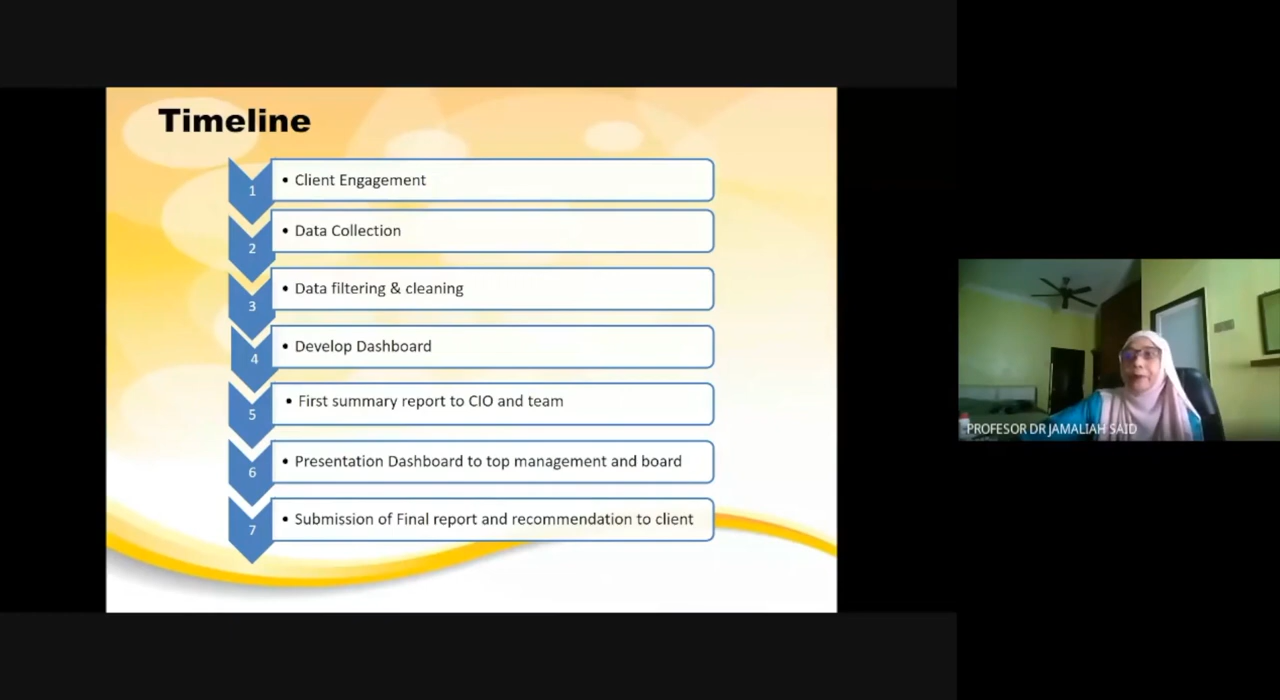 Timeline
1
• Client Engagement
2
• Data Collection
3
• Data filtering & cleaning
4
• Develop Dashboard
5
• First summary report to CIO and team
6
• Presentation Dashboard to top management and board
7
• Submission of Final report and recommendation to client
PROFESOR DR JAMALIAH SAID